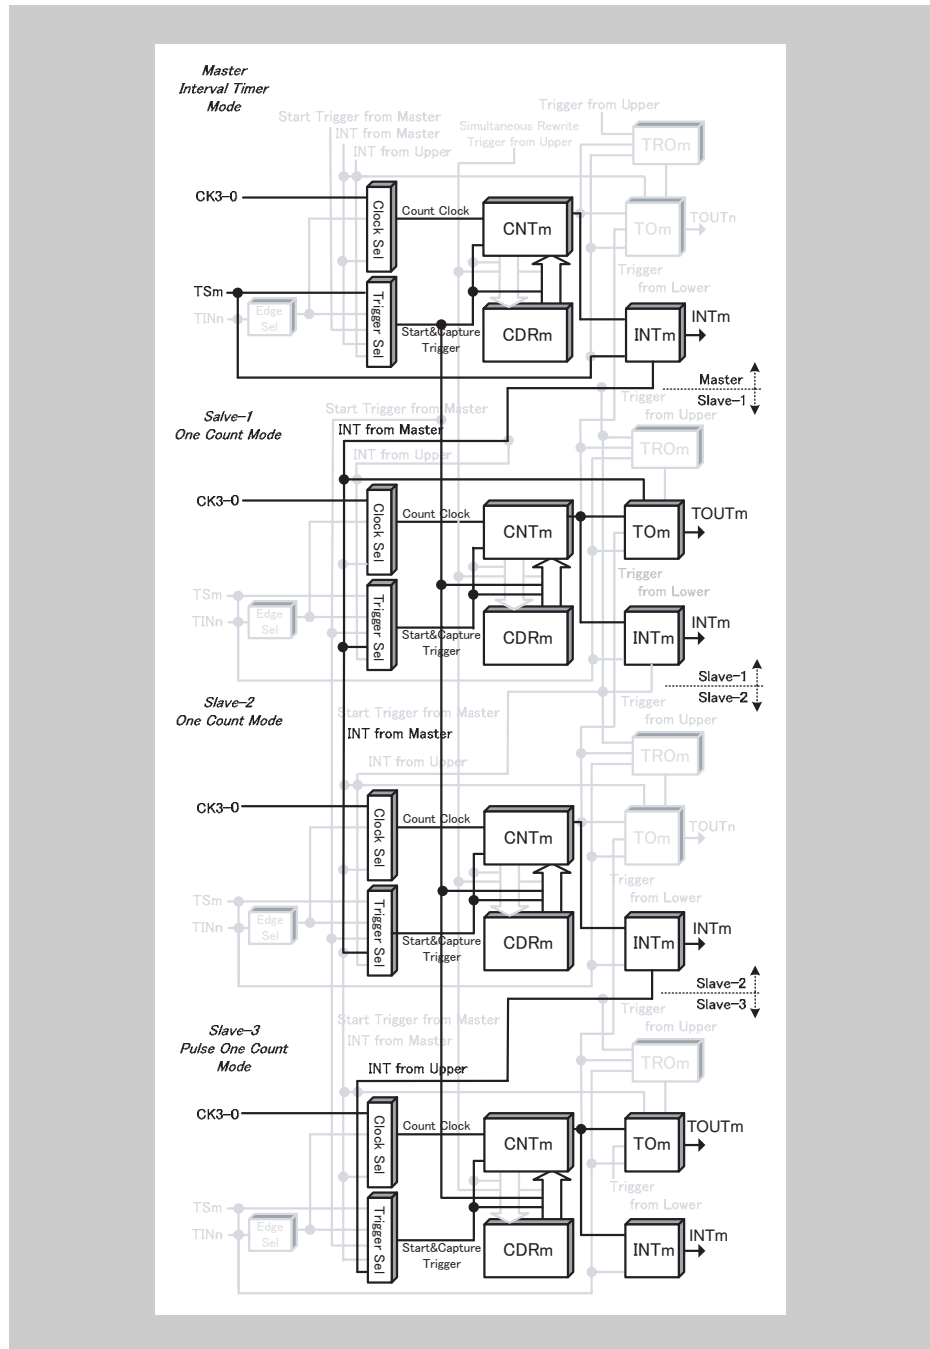 Master
Interval Timer
Mode
Trigger from Upper
Start Trigger from Master
INT from Master
INT from Upper
Simultaneous Rewrite
Trigger from Upper
TROm
CK3-0
Clock Sel
Count Clock
CNTm
TOm
TOUTn
Trigger
from Lower
TSm
TINn
Edge
Sel
Trigger Sel
Start&Capture
Trigger
CDRm
INTm
INTm
Master
Slave-1
Salve-1
One Count Mode
Start Trigger from Master
INT from Master
INT from Upper
Trigger
from Upper
TROm
CK3-0
Clock Sel
Count Clock
CNTm
TOm
TOUTm
Trigger
from Lower
TSm
TINn
Edge
Sel
Trigger Sel
Start&Capture
Trigger
CDRm
INTm
INTm
Slave-1
Slave-2
Slave-2
One Count Mode
Start Trigger from Master
INT from Master
INT from Upper
Trigger
from Upper
TROm
CK3-0
Clock Sel
Count Clock
CNTm
TOm
TOUTn
Trigger
from Lower
TSm
TINn
Edge
Sel
Trigger Sel
Start&Capture
Trigger
CDRm
INTm
INTm
Slave-2
Slave-3
Slave-3
Pulse One Count
Mode
Start Trigger from Master
INT from Master
INT from Upper
Trigger
from Upper
TROm
CK3-0
Clock Sel
Count Clock
CNTm
TOm
TOUTm
Trigger
from Lower
TSm
TINn
Edge
Sel
Trigger Sel
Start&Capture
Trigger
CDRm
INTm
INTm